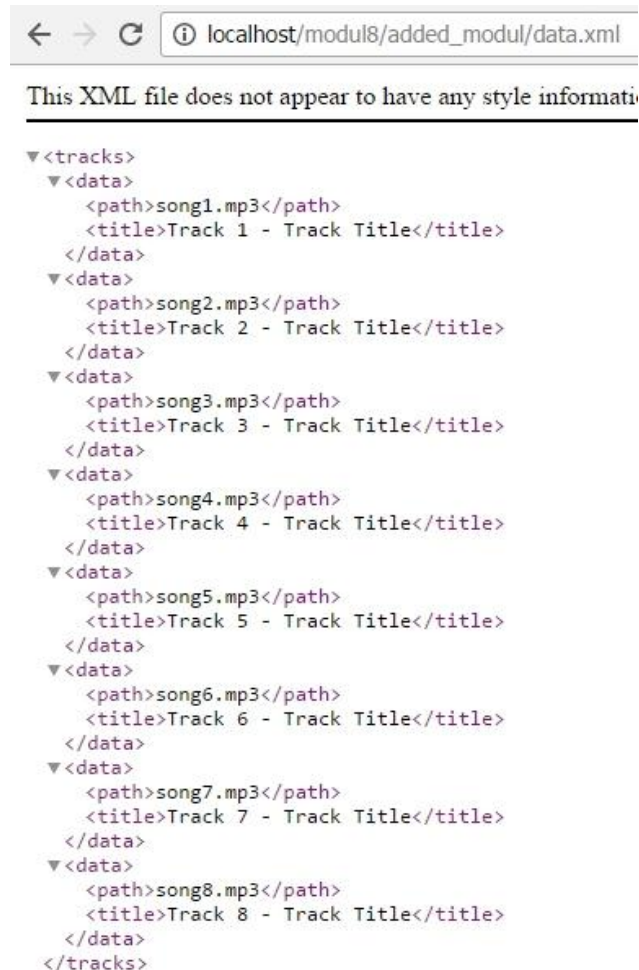 localhost/modul8/added_modul/data.xml
This XML file does not appear to have any style
<tracks>
<data>
<path>song1.mp3</path>
<title>Track 1 - Track Title</title>
</data>
<data>
<path>song2.mp3</path>
<title>Track 2 - Track Title</title>
</data>
<data>
<path>song3.mp3</path>
<title>Track 3 - Track Title</title>
</data>
<data>
<path>song4.mp3</path>
<title>Track 4 - Track Title</title>
</data>
<data>
<path>song5.mp3</path>
<title>Track 5 - Track Title</title>
</data>
<data>
<path>song6.mp3</path>
<title>Track 6 - Track Title</title>
</data>
<data>
<path>song7.mp3</path>
<title>Track 7 - Track Title</title>
</data>
<data>
<path>song8.mp3</path>
<title>Track 8 - Track Title</title>
</data>
</tracks>